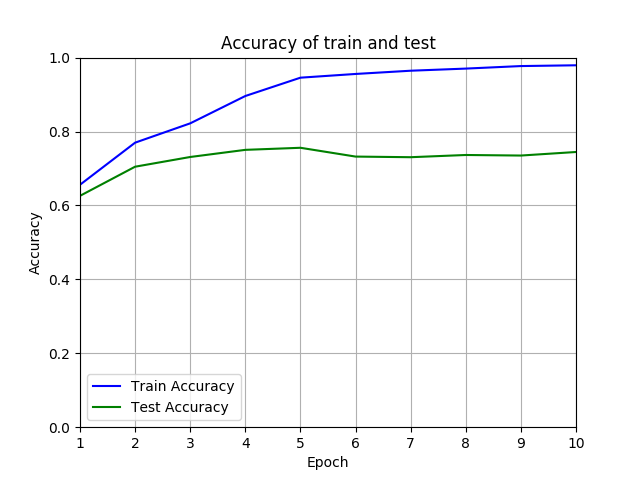 Accuracy of train and test
1.0
0.8
0.6
0.4
0.2
0.0
Accuracy
Train Accuracy
Test Accuracy
1 2 3 4 5 6 7 8 9 10
Epoch